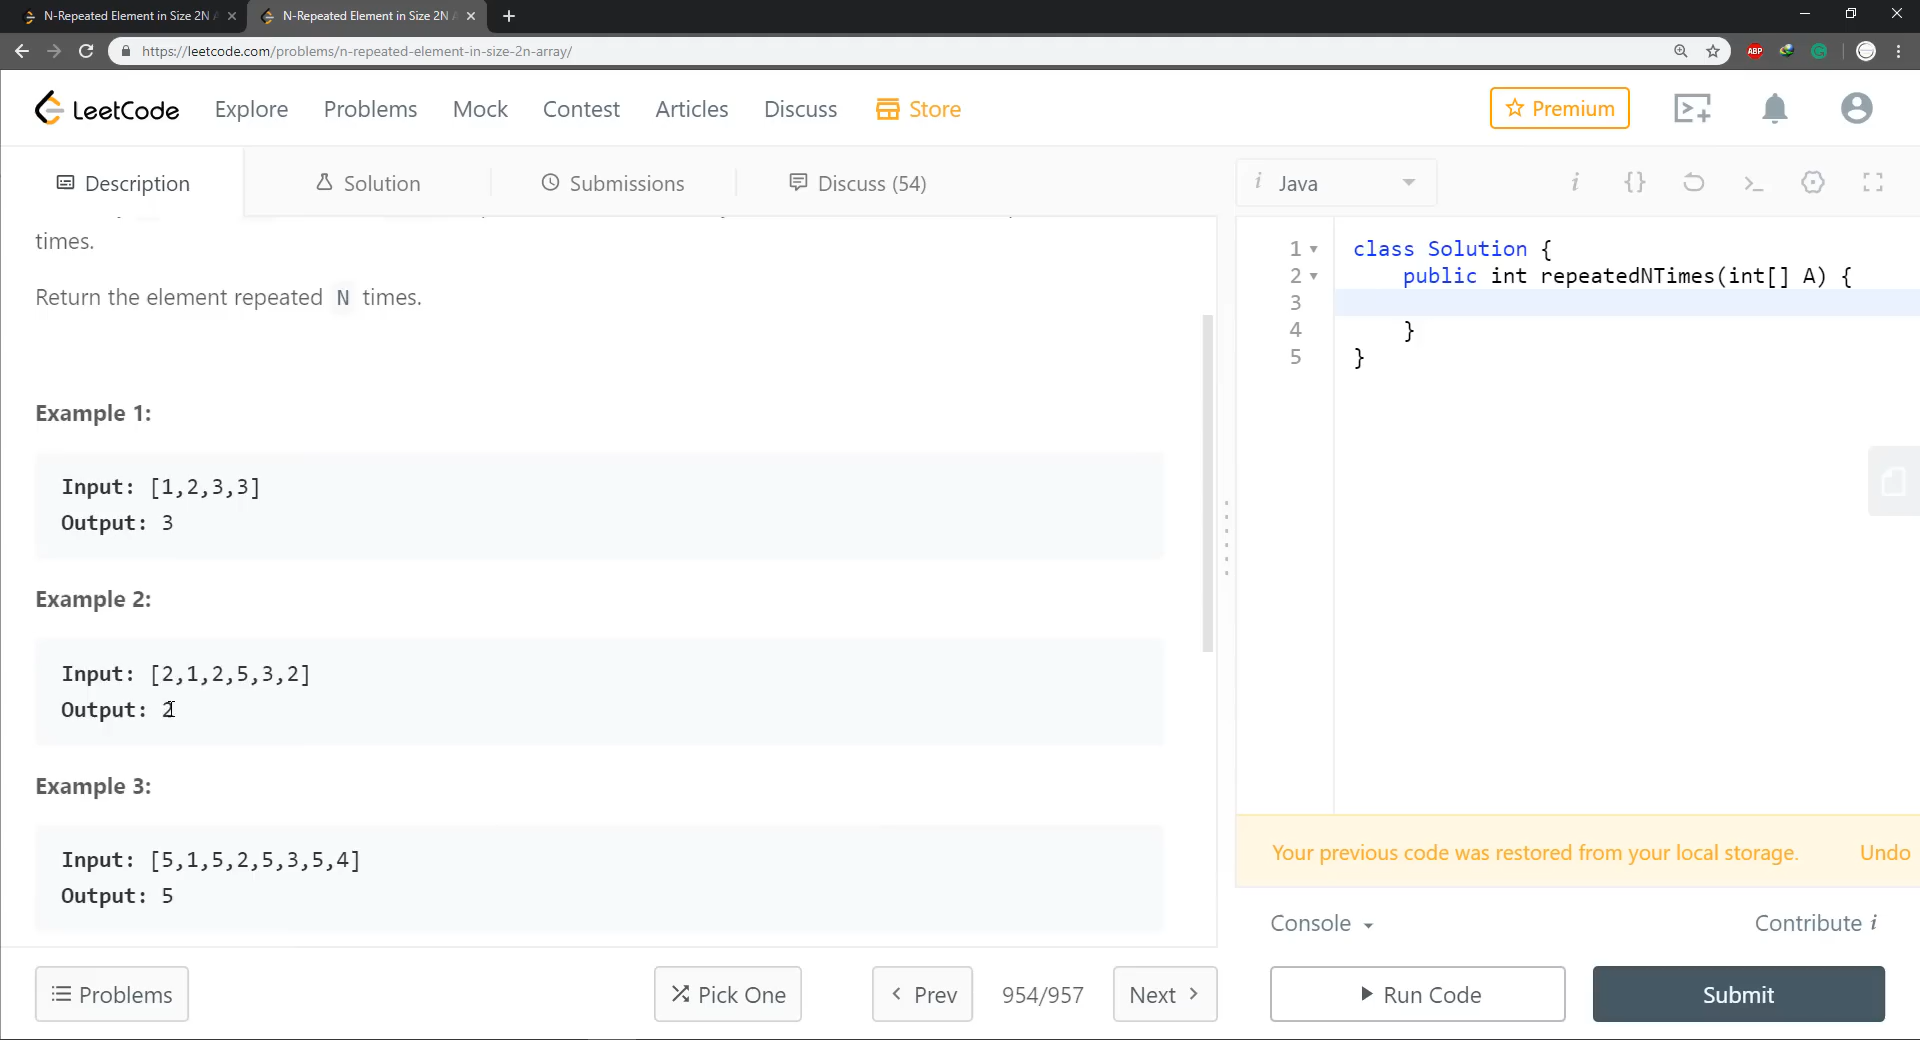 N-Repeated Element in Size 2N
N-Repeated Element in Size 2N
https://leetcode.com/problems/n-repeated-element-in-size-2n-array/
ABP
LeetCode
Explore
Problems
Mock
Contest
Articles
Discuss
Store
Premium
Description
Solution
Submissions
Discuss (54)
i Java
i
{}
>_
times.
Return the element repeated N times.
Example 1:
Input: [1,2,3,3]
Output: 3
Example 2:
Input: [2,1,2,5,3,2]
Output: 2
Example 3:
Input: [5,1,5,2,5,3,5,4]
Output: 5
1 class Solution {
2 public int repeatedNTimes(int[] A) {
3
4 }
5 }
Your previous code was restored from your local storage.
Undo
Console
Contribute i
Problems
Pick One
Prev
954/957
Next
Run Code
Submit